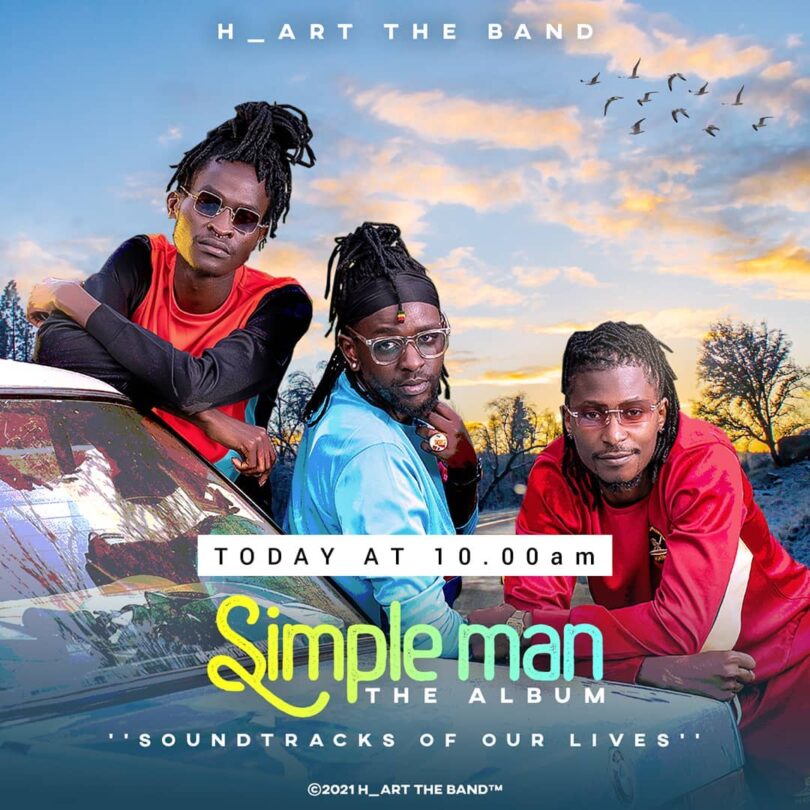 H_ART THE BAND
TODAY AT 10.00am
Simple man
THE ALBUM
''SOUNDTRACKS OF OUR LIVES''
©2021 H_ART THE BAND™